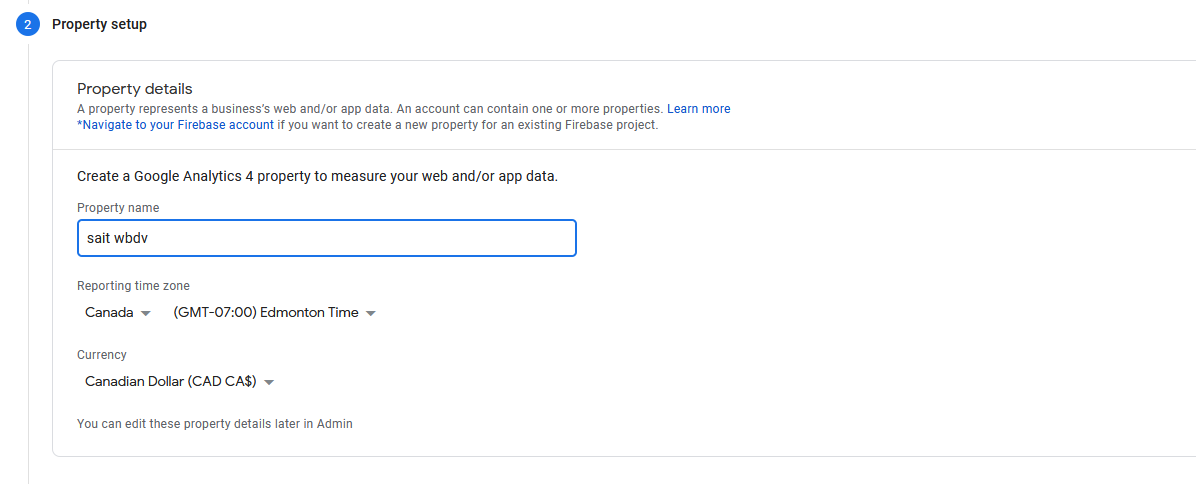 2 Property setup
Property details
A property represents a business's web and/or app data. An account can contain one or more properties. Learn more
*Navigate to your Firebase account if you want to create a new property for an existing Firebase project.
Create a Google Analytics 4 property to measure your web and/or app data.
Property name
sait wbdv
Reporting time zone
Canada (GMT-07:00) Edmonton Time
Currency
Canadian Dollar (CAD CA$)
You can edit these property details later in Admin